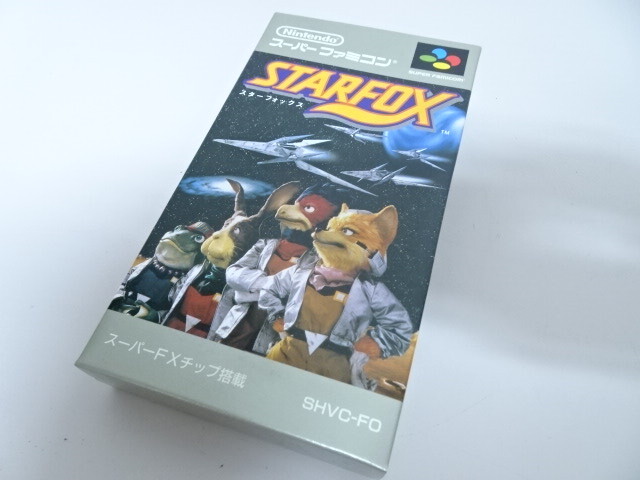 Nintendo
スーパーファミコン
SUPER FAMICOM
STARFOX
スターフォックス
TM
スーパーFXチップ搭載
SHVC-FO